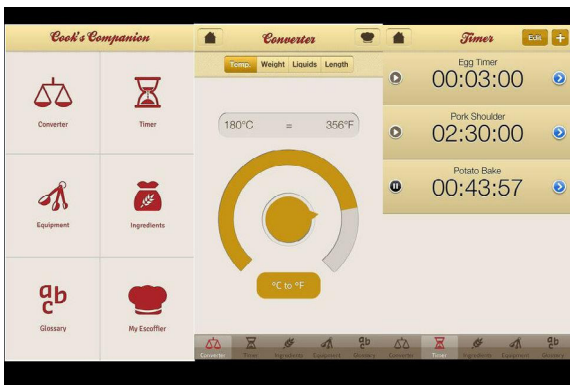 Cook's Companion
Converter
Timer
Equipment
Ingredients
abc
Glossary
My Escoffier
Converter
Temp. Weight Liquids Length
180°C = 356°F
°C to °F
Converter Timer Ingredients Equipment Glossary
Timer
Edit +
Egg Timer
00:03:00
Pork Shoulder
02:30:00
Potato Bake
00:43:57
Converter Timer Ingredients Equipment Glossary